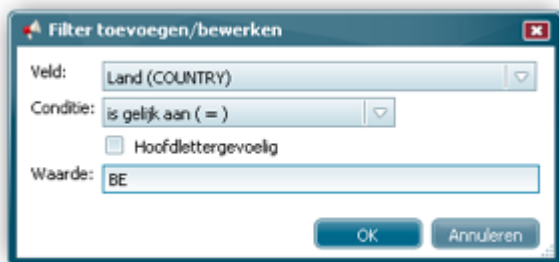 Filter toevoegen/bewerken
Veld: Land (COUNTRY)
Conditie: is gelijk aan ( = )
Hoofdlettergevoelig
Waarde: BE
OK Annuleren